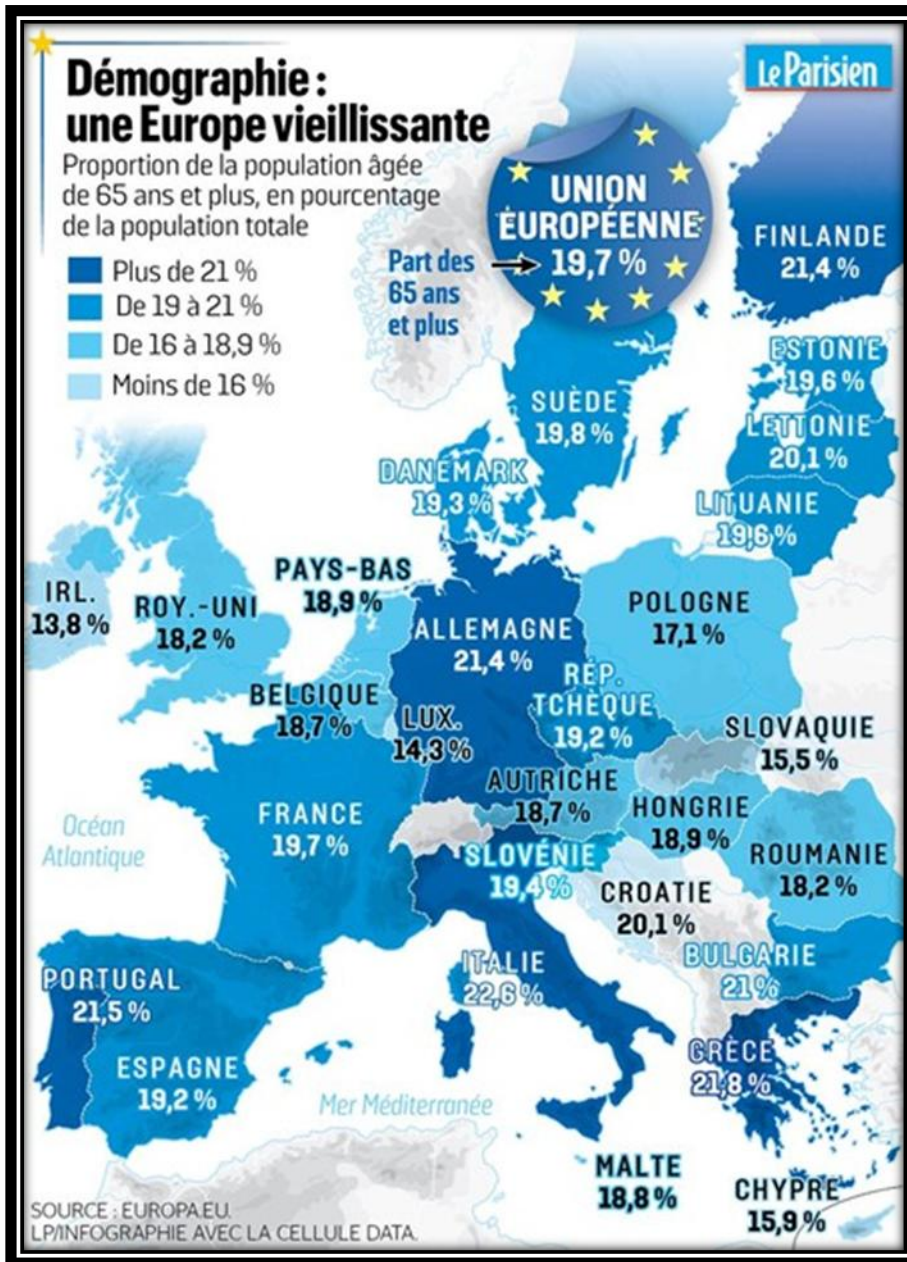 Démographie :
une Europe vieillissante
Le Parisien
Proportion de la population âgée
de 65 ans et plus, en pourcentage
de la population totale
Plus de 21 %
De 19 à 21 %
De 16 à 18,9 %
Moins de 16 %
Part des
65 ans
et plus
UNION
EUROPÉENNE
19,7 %
FINLANDE
21,4 %
ESTONIE
19,6 %
SUÈDE
19,8 %
LETTONIE
20,1 %
DANEMARK
19,3 %
LITUANIE
19,6 %
IRL.
13,8 %
ROY.-UNI
18,2 %
PAYS-BAS
18,9 %
ALLEMAGNE
21,4 %
POLOGNE
17,1 %
BELGIQUE
18,7 %
LUX.
14,3 %
RÉP.
TCHÈQUE
19,2 %
SLOVAQUIE
15,5 %
AUTRICHE
18,7 %
HONGRIE
18,9 %
FRANCE
19,7 %
Océan
Atlantique
SLOVÉNIE
19,4 %
ROUMANIE
18,2 %
CROATIE
20,1 %
BULGARIE
21 %
PORTUGAL
21,5 %
ITALIE
22,6 %
ESPAGNE
19,2 %
GRÈCE
21,8 %
Mer Méditerranée
MALTE
18,8 %
CHYPRE
15,9 %
SOURCE : EUROPA.EU.
LP/INFOGRAPHIE AVEC LA CELLULE DATA.